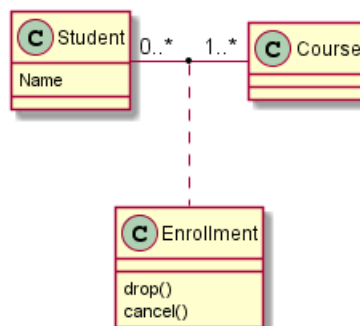 C Student
0..*
1..*
C Course
Name
C Enrollment
drop()
cancel()